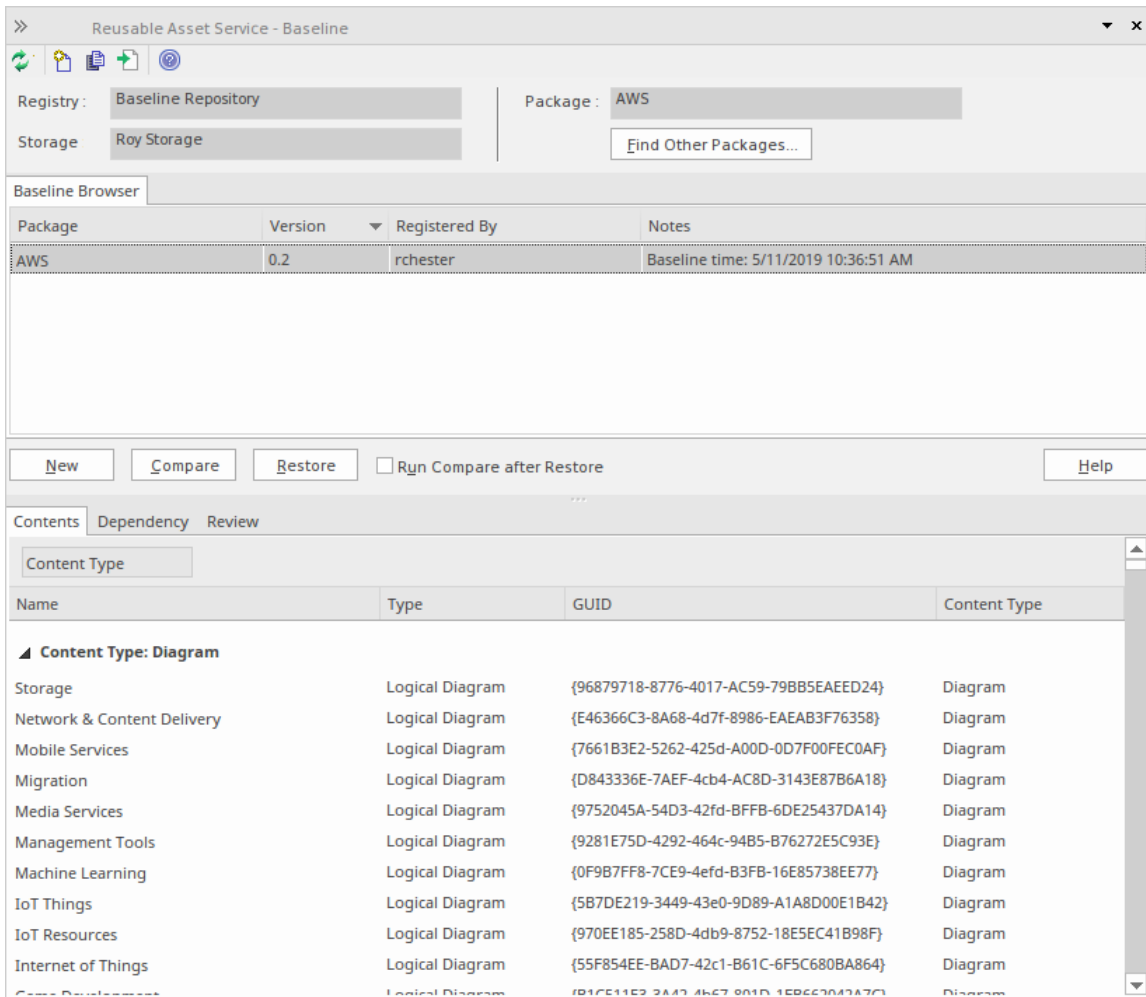 Reusable Asset Service - Baseline
Registry : Baseline Repository Package : AWS
Storage Roy Storage Find Other Packages...
Baseline Browser
Package Version Registered By Notes
AWS 0.2 rchester Baseline time: 5/11/2019 10:36:51 AM
New Compare Restore Run Compare after Restore Help
Contents Dependency Review
Content Type
Name Type GUID Content Type
Content Type: Diagram
Storage Logical Diagram {96879718-8776-4017-AC59-79BB5EAEED24} Diagram
Network & Content Delivery Logical Diagram {E46366C3-8A68-4d7f-8986-EAEAB3F76358} Diagram
Mobile Services Logical Diagram {7661B3E2-5262-425d-A00D-0D7F00FEC0AF} Diagram
Migration Logical Diagram {D843336E-7AEF-4cb4-AC8D-3143E87B6A18} Diagram
Media Services Logical Diagram {9752045A-54D3-42fd-BFFB-6DE25437DA14} Diagram
Management Tools Logical Diagram {9281E75D-4292-464c-94B5-B76272E5C93E} Diagram
Machine Learning Logical Diagram {0F9B7FF8-7CE9-4efd-B3FB-16E85738EE77} Diagram
IoT Things Logical Diagram {5B7DE219-3449-43e0-9D89-A1A8D00E1B42} Diagram
IoT Resources Logical Diagram {970EE185-258D-4db9-8752-18E5EC41B98F} Diagram
Internet of Things Logical Diagram {55F854EE-BAD7-42c1-B61C-6F5C680BA864} Diagram
Game Development Logical Diagram Diagram